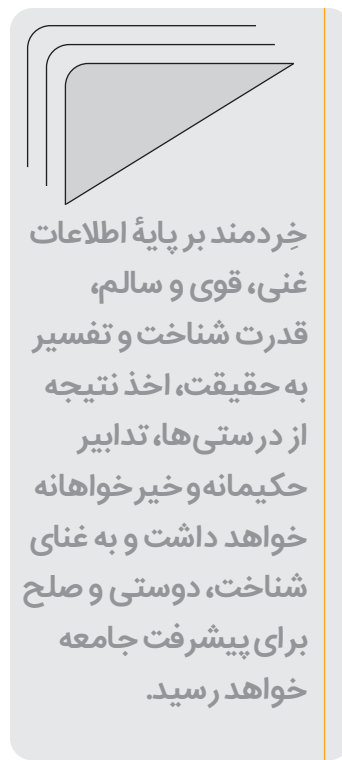 خِردمند بر پایهٔ اطلاعات
غنی، قوی و سالم،
قدرت شناخت و تفسیر
به حقیقت، اخذ نتیجه
از درستی‌ها، تدابیر
حکیمانه و خیرخواهانه
خواهد داشت و به غنای
شناخت، دوستی و صلح
برای پیشرفت جامعه
خواهد رسید.